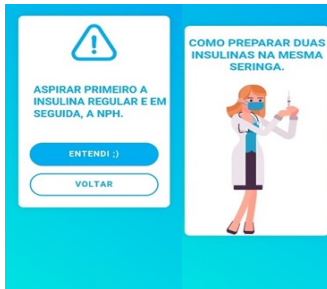 ASPIRAR PRIMEIRO A
INSULINA REGULAR E EM
SEGUIDA, A NPH.
ENTENDI ;)
VOLTAR
COMO PREPARAR DUAS
INSULINAS NA MESMA
SERINGA.